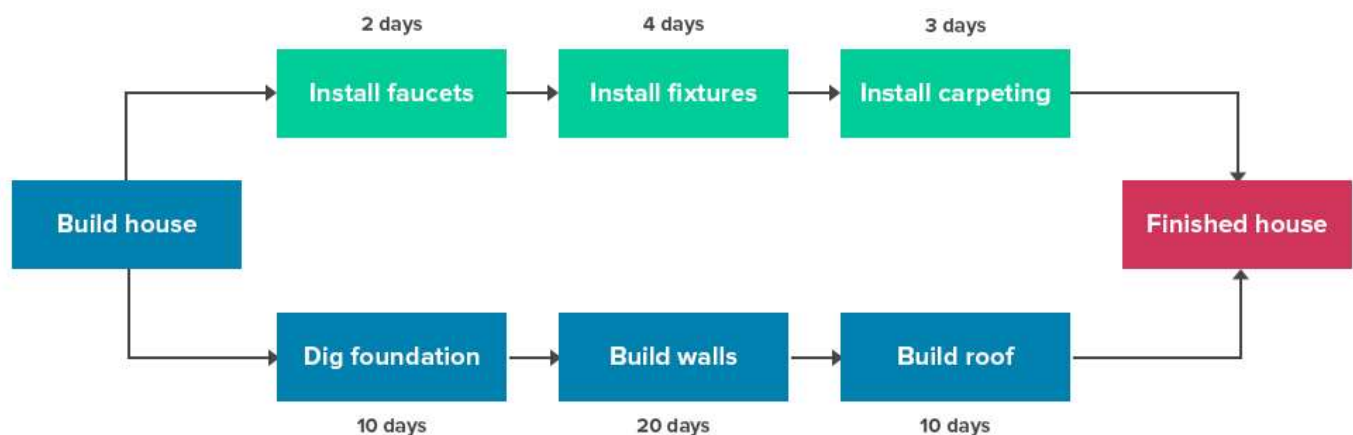 2 days
4 days
3 days
Install faucets
Install fixtures
Install carpeting
Build house
Finished house
Dig foundation
Build walls
Build roof
10 days
20 days
10 days